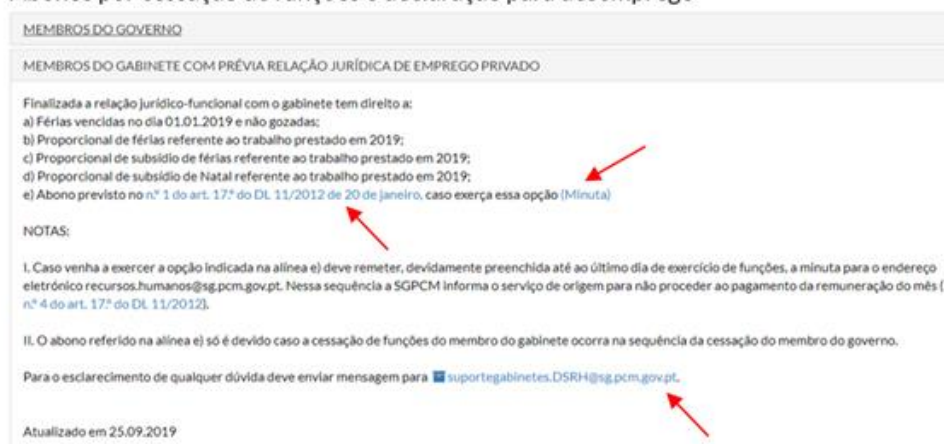 MEMBROS DO GOVERNO
MEMBROS DO GABINETE COM PRÉVIA RELAÇÃO JURÍDICA DE EMPREGO PRIVADO
Finalizada a relação jurídico-funcional com o gabinete tem direito a:
a) Férias vencidas no dia 01.01.2019 e não gozadas;
b) Proporcional de férias referente ao trabalho prestado em 2019;
c) Proporcional de subsídio de férias referente ao trabalho prestado em 2019;
d) Proporcional de subsídio de Natal referente ao trabalho prestado em 2019;
e) Abono previsto no n.º 1 do art. 17.º do DL 11/2012 de 20 de janeiro, caso exerça essa opção (Minuta)
NOTAS:
I. Caso venha a exercer a opção indicada na alínea e) deve remeter, devidamente preenchida até ao último dia de exercício de funções, a minuta para o endereço
eletrónico recursos.humanos@sg.pcm.gov.pt. Nessa sequência a SGPCM informa o serviço de origem para não proceder ao pagamento da remuneração do mês (
n.º 4 do art. 17.º do DL 11/2012).
II. O abono referido na alínea e) só é devido caso a cessação de funções do membro do gabinete ocorra na sequência da cessação do membro do governo.
Para o esclarecimento de qualquer dúvida deve enviar mensagem para suportegabinetes.DSRH@sg.pcm.gov.pt.
Atualizado em 25.09.2019